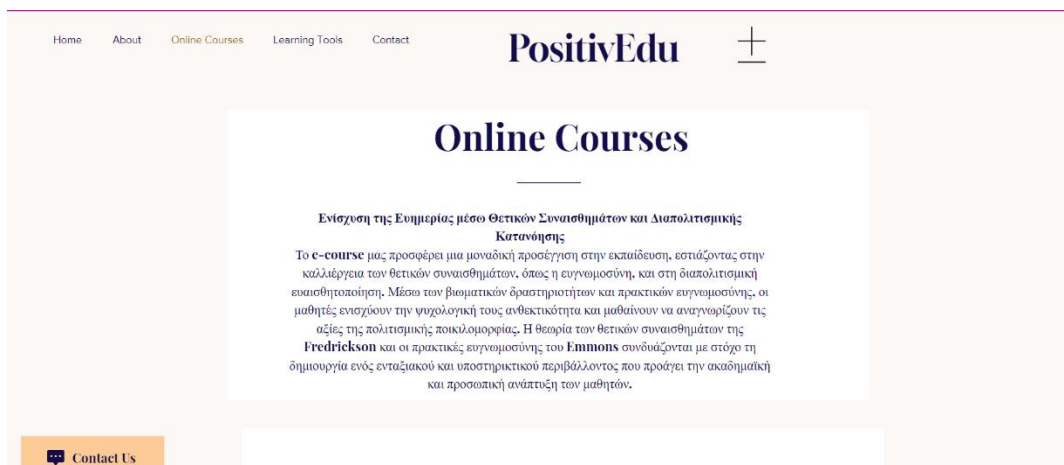 Home About Online Courses Learning Tools Contact
PositivEdu
Online Courses
Ενίσχυση της Ευημερίας μέσω Θετικών Συναισθημάτων και Διαπολιτισμικής
Κατανόησης
Το e-course μας προσφέρει μια μοναδική προσέγγιση στην εκπαίδευση, εστιάζοντας στην
καλλιέργεια των θετικών συναισθημάτων, όπως η ευγνωμοσύνη, και στη διαπολιτισμική
ευαισθητοποίηση. Μέσω των βιωματικών δραστηριοτήτων και πρακτικών ευγνωμοσύνης, οι
μαθητές ενισχύουν την ψυχολογική τους ανθεκτικότητα και μαθαίνουν να αναγνωρίζουν τις
αξίες της πολιτισμικής ποικιλομορφίας. Η θεωρία των θετικών συναισθημάτων της
Fredrickson και οι πρακτικές ευγνωμοσύνης του Emmons συνδυάζονται με στόχο τη
δημιουργία ενός ενταξιακού και υποστηρικτικού περιβάλλοντος που προάγει την ακαδημαϊκή
και προσωπική ανάπτυξη των μαθητών.
Contact Us